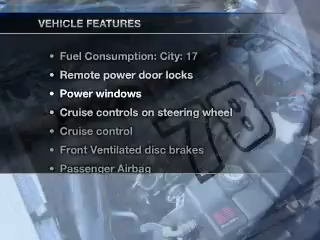 VEHICLE FEATURES
• Fuel Consumption: City: 17
• Remote power door locks
• Power windows
• Cruise controls on steering wheel
• Cruise control
• Front Ventilated disc brakes
• Passenger Airbag
78